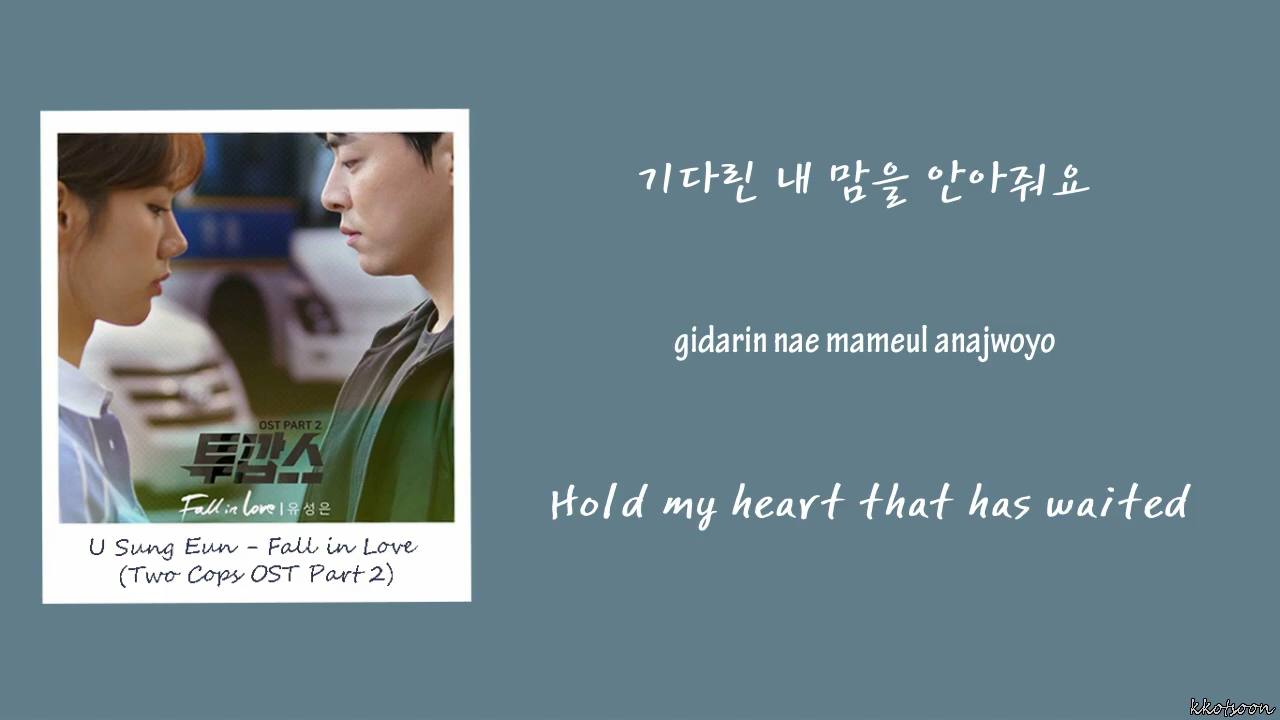 OST PART 2
투깝스
Fall in Love | 유성은
U Sung Eun - Fall in Love
(Two Cops OST Part 2)
기다린 내 맘을 안아줘요
gidarin nae mameul anajwoyo
Hold my heart that has waited
kkotsoon